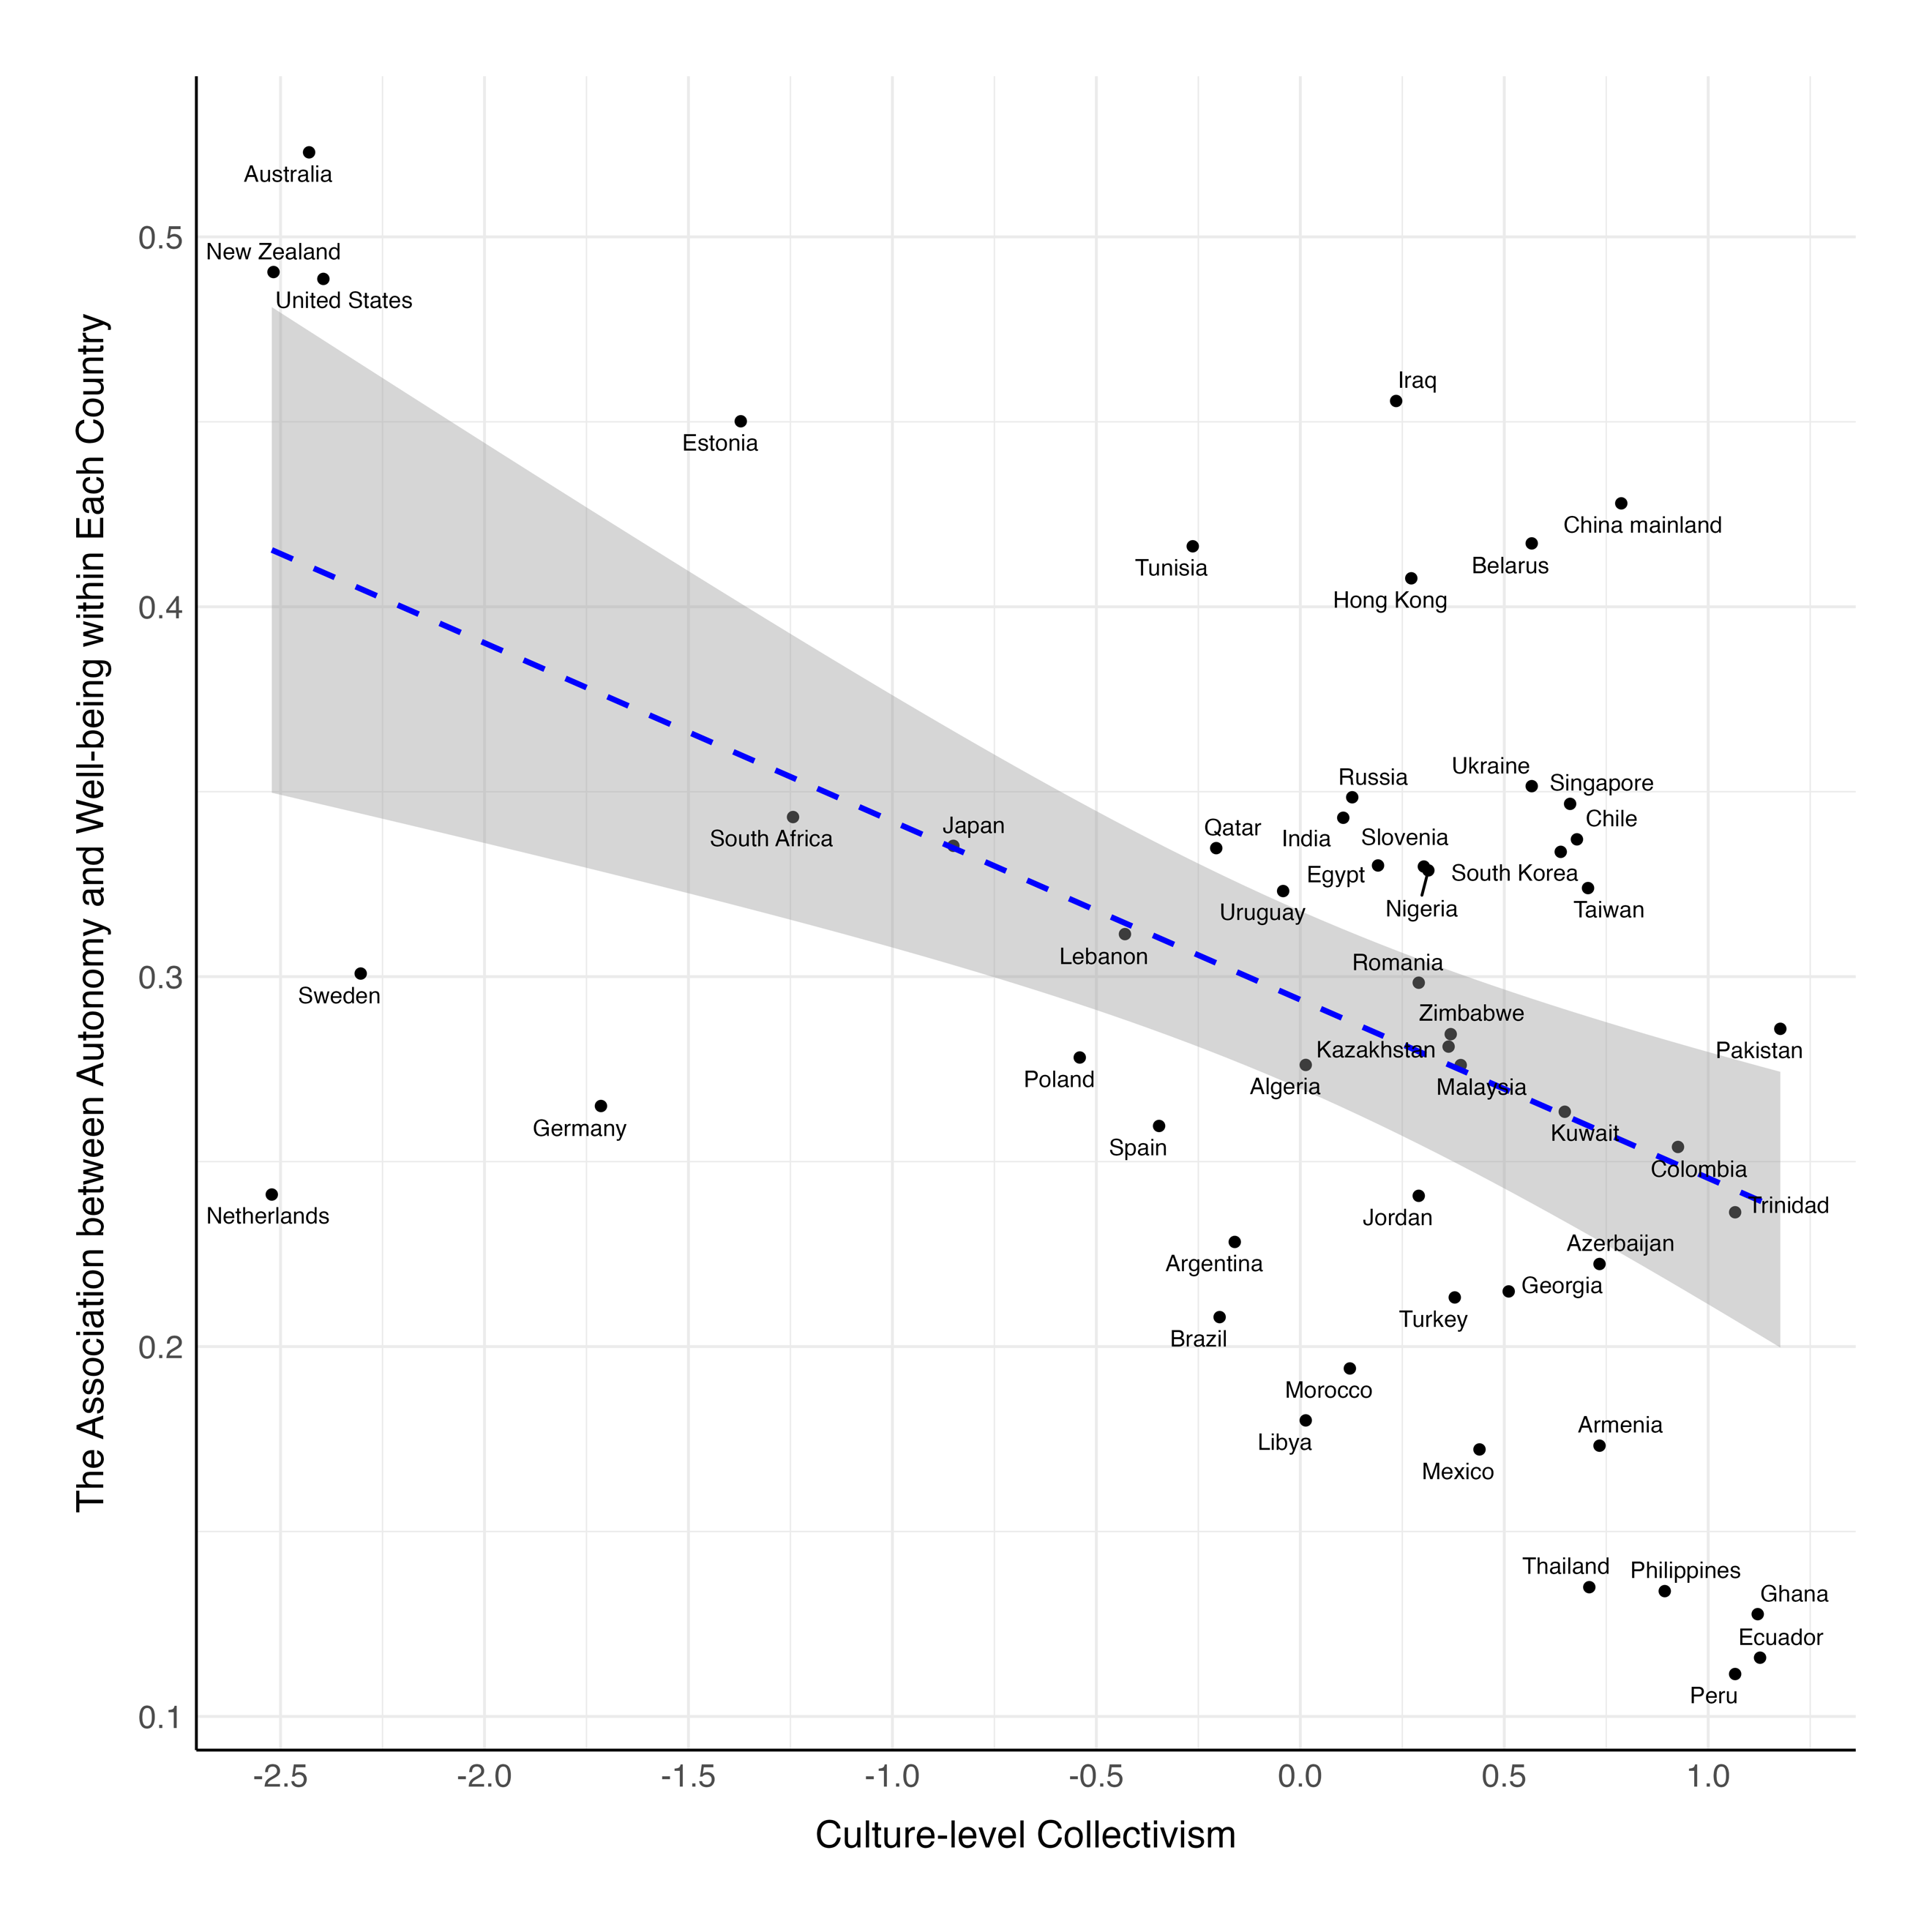 The Association between Autonomy and Well-being within Each Country
0.5
0.4
0.3
0.2
0.1
Australia
New Zealand
United States
Iraq
Estonia
China mainland
Tunisia
Belarus
Hong Kong
Ukraine
Russia
Singapore
Chile
Japan
Qatar
South Africa
India
Slovenia
Egypt
South Korea
Nigeria
Taiwan
Uruguay
Lebanon
Romania
Sweden
Zimbabwe
Kazakhstan
Pakistan
Poland
Algeria
Malaysia
Germany
Kuwait
Spain
Colombia
Trinidad
Netherlands
Jordan
Azerbaijan
Argentina
Georgia
Turkey
Brazil
Morocco
Armenia
Libya
Mexico
Thailand
Philippines
Ghana
Ecuador
Peru
-2.5 -2.0 -1.5 -1.0 -0.5 0.0 0.5 1.0
Culture-level Collectivism